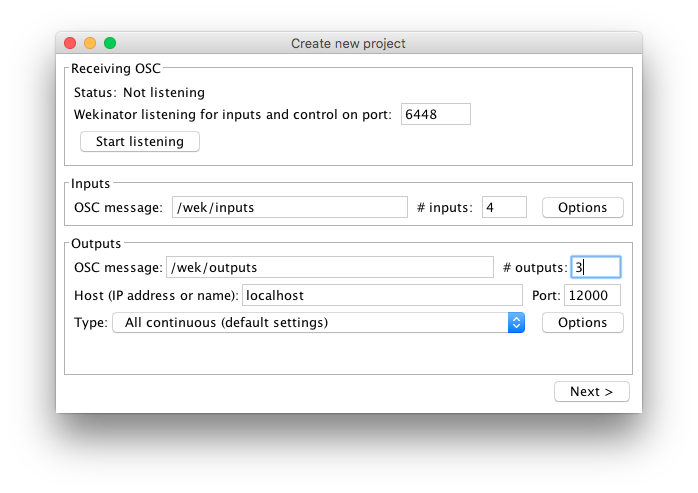 Create new project
Receiving OSC
Status: Not listening
Wekinator listening for inputs and control on port: 6448
Start listening
Inputs
OSC message: /wek/inputs # inputs: 4 Options
Outputs
OSC message: /wek/outputs # outputs: 3
Host (IP address or name): localhost Port: 12000
Type: All continuous (default settings) Options
Next >